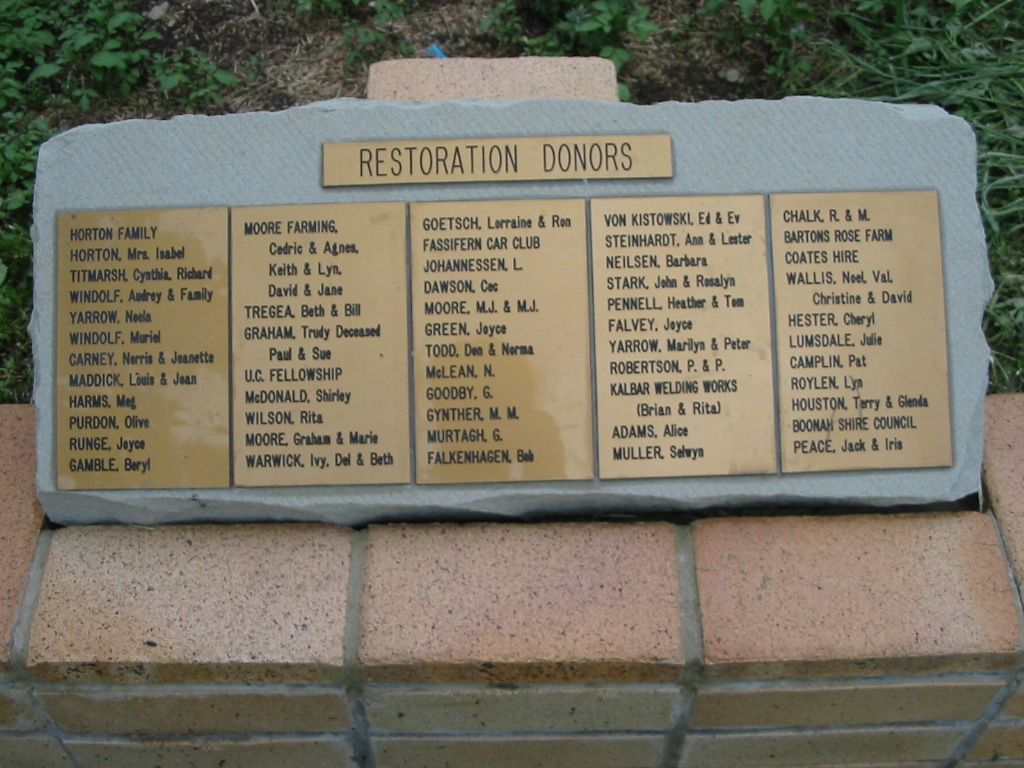 RESTORATION DONORS
HORTON FAMILY
HORTON, Mrs. Isabel
TITMARSH, Cynthia, Richard
WINDOLF, Audrey & Family
YARROW, Neela
WINDOLF, Muriel
CARNEY, Norris & Jeanette
MADDICK, Louis & Joan
HARMS, Meg
PURDON, Olive
RUNGE, Joyce
GAMBLE, Beryl
MOORE FARMING,
Cedric & Agnes,
Keith & Lyn,
David & Jane
TREGEA, Beth & Bill
GRAHAM, Trudy Deceased
Paul & Sue
U.C. FELLOWSHIP
McDONALD, Shirley
WILSON, Rita
MOORE, Graham & Marie
WARWICK, Ivy, Del & Beth
GOETSCH, Lorraine & Ron
FASSIFERN CAR CLUB
JOHANNESSEN, L.
DAWSON, Cec
MOORE, M.J. & M.J.
GREEN, Joyce
TODD, Don & Norma
McLEAN, N.
GOODBY, G.
GYNTHER, M. M.
MURTAGH, G.
FALKENHAGEN, Bob
VON KISTOWSKI, Ed & Ev
STEINHARDT, Ann & Lester
NEILSEN, Barbara
STARK, John & Rosalyn
PENNELL, Heather & Tom
FALVEY, Joyce
YARROW, Marilyn & Peter
ROBERTSON, P. & P.
KALBAR WELDING WORKS
(Brian & Rita)
ADAMS, Alice
MULLER, Selwyn
CHALK, R. & M.
BARTONS ROSE FARM
COATES HIRE
WALLIS, Noel, Val,
Christine & David
HESTER, Cheryl
LUMSDALE, Julie
CAMPLIN, Pat
ROYLEN, Lyn
HOUSTON, Terry & Glenda
BOONAH SHIRE COUNCIL
PEACE, Jack & Iris